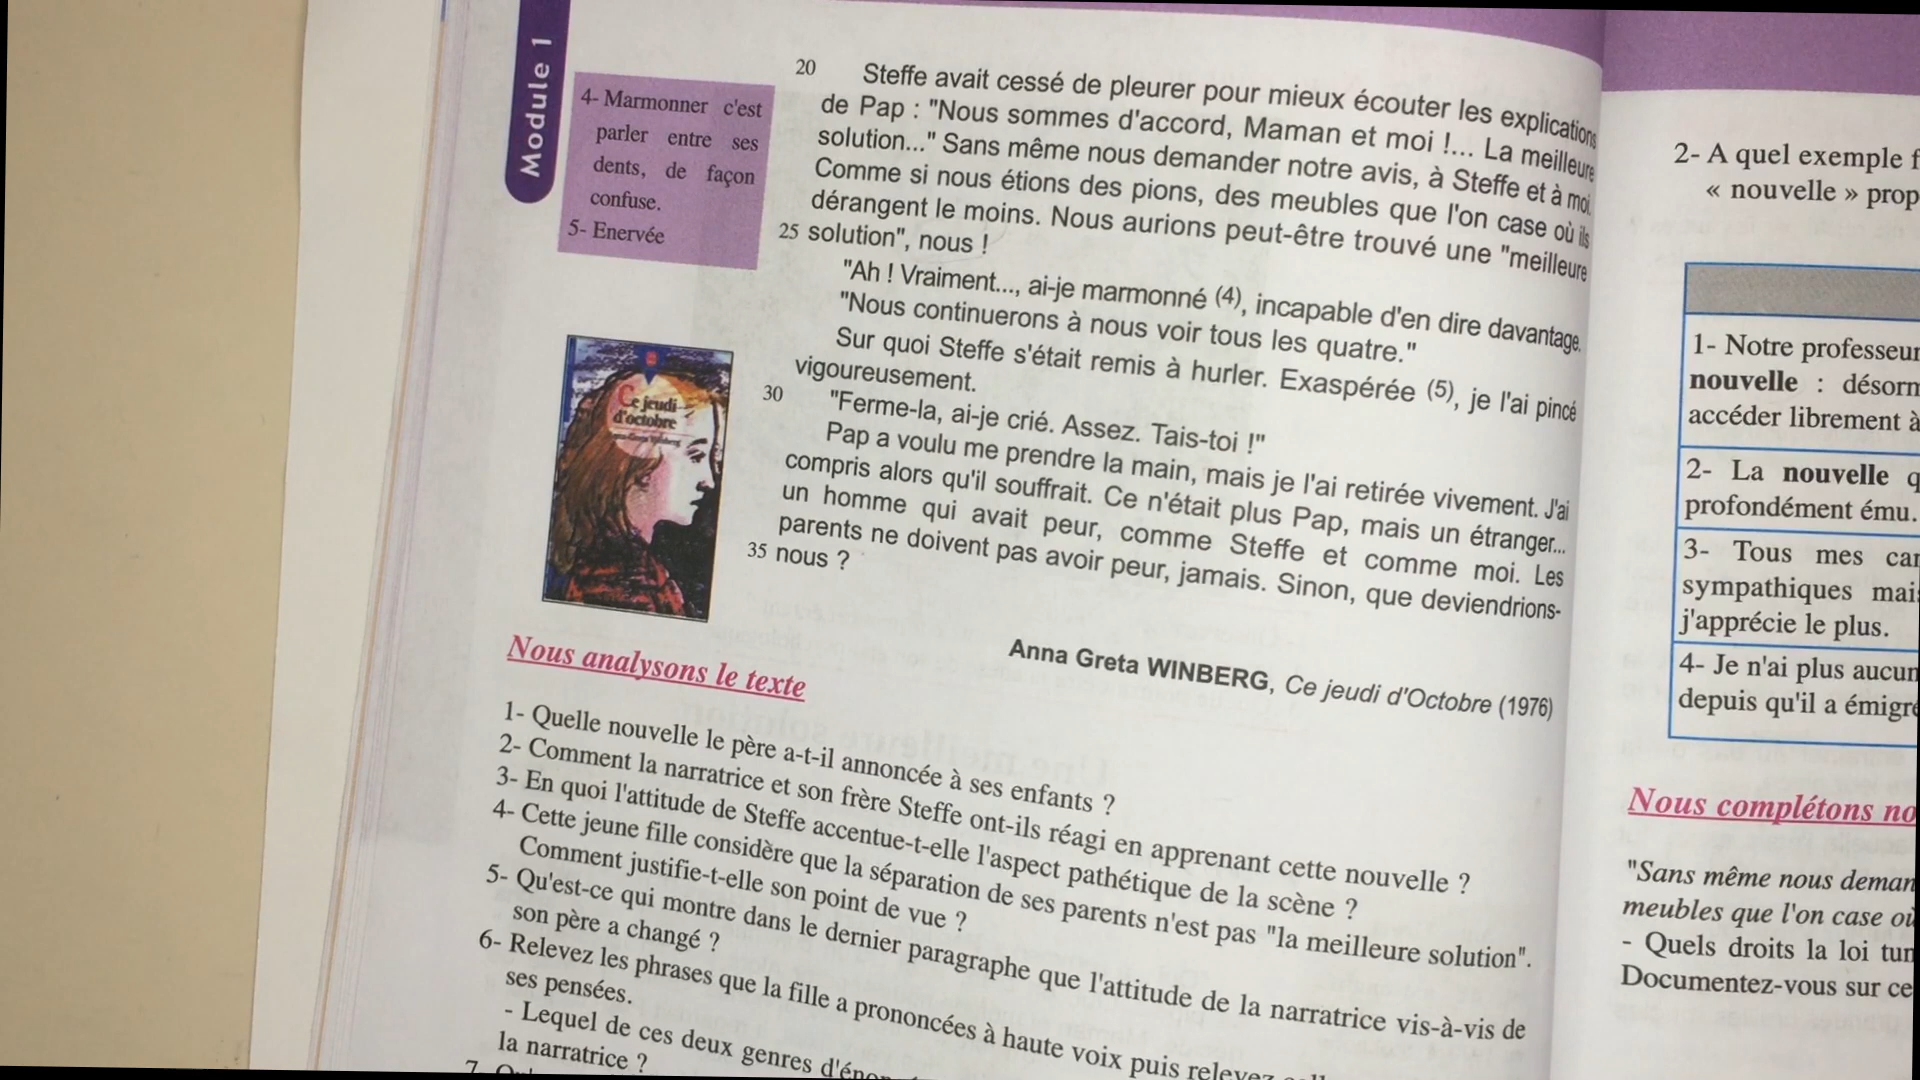 Module 1
4- Marmonner c'est
parler entre ses
dents, de façon
confuse.
5- Enervée
20 Steffe avait cessé de pleurer pour mieux écouter les explications
de Pap : "Nous sommes d'accord, Maman et moi !... La meilleure
solution..." Sans même nous demander notre avis, à Steffe et à moi.
Comme si nous étions des pions, des meubles que l'on case où ils
dérangent le moins. Nous aurions peut-être trouvé une "meilleure
25 solution", nous !
"Ah ! Vraiment..., ai-je marmonné (4), incapable d'en dire davantage.
"Nous continuerons à nous voir tous les quatre."
Sur quoi Steffe s'était remis à hurler. Exaspérée (5), je l'ai pincé
vigoureusement.
30 "Ferme-la, ai-je crié. Assez. Tais-toi !"
Pap a voulu me prendre la main, mais je l'ai retirée vivement. J'ai
compris alors qu'il souffrait. Ce n'était plus Pap, mais un étranger...
un homme qui avait peur, comme Steffe et comme moi. Les
parents ne doivent pas avoir peur, jamais. Sinon, que deviendrions-
35 nous ?
Anna Greta WINBERG, Ce jeudi d'Octobre (1976)
Ce jeudi
d'octobre
Nous analysons le texte
1- Quelle nouvelle le père a-t-il annoncée à ses enfants ?
2- Comment la narratrice et son frère Steffe ont-ils réagi en apprenant cette nouvelle ?
3- En quoi l'attitude de Steffe accentue-t-elle l'aspect pathétique de la scène ?
4- Cette jeune fille considère que la séparation de ses parents n'est pas "la meilleure solution".
Comment justifie-t-elle son point de vue ?
5- Qu'est-ce qui montre dans le dernier paragraphe que l'attitude de la narratrice vis-à-vis de
son père a changé ?
6- Relevez les phrases que la fille a prononcées à haute voix puis relevez
ses pensées.
- Lequel de ces deux genres
la narratrice ?
7
2- A quel exemple
« nouvelle »
1- Notre professeur
nouvelle :
accéder librement à
2- La nouvelle
profondément ému.
3- Tous mes
sympathiques
j'apprécie le plus.
4- Je n'ai plus aucun
depuis qu'il a
Nous complétons
"Sans même nous
meubles que l'on case où
- Quels droits la loi
Documentez-vous sur